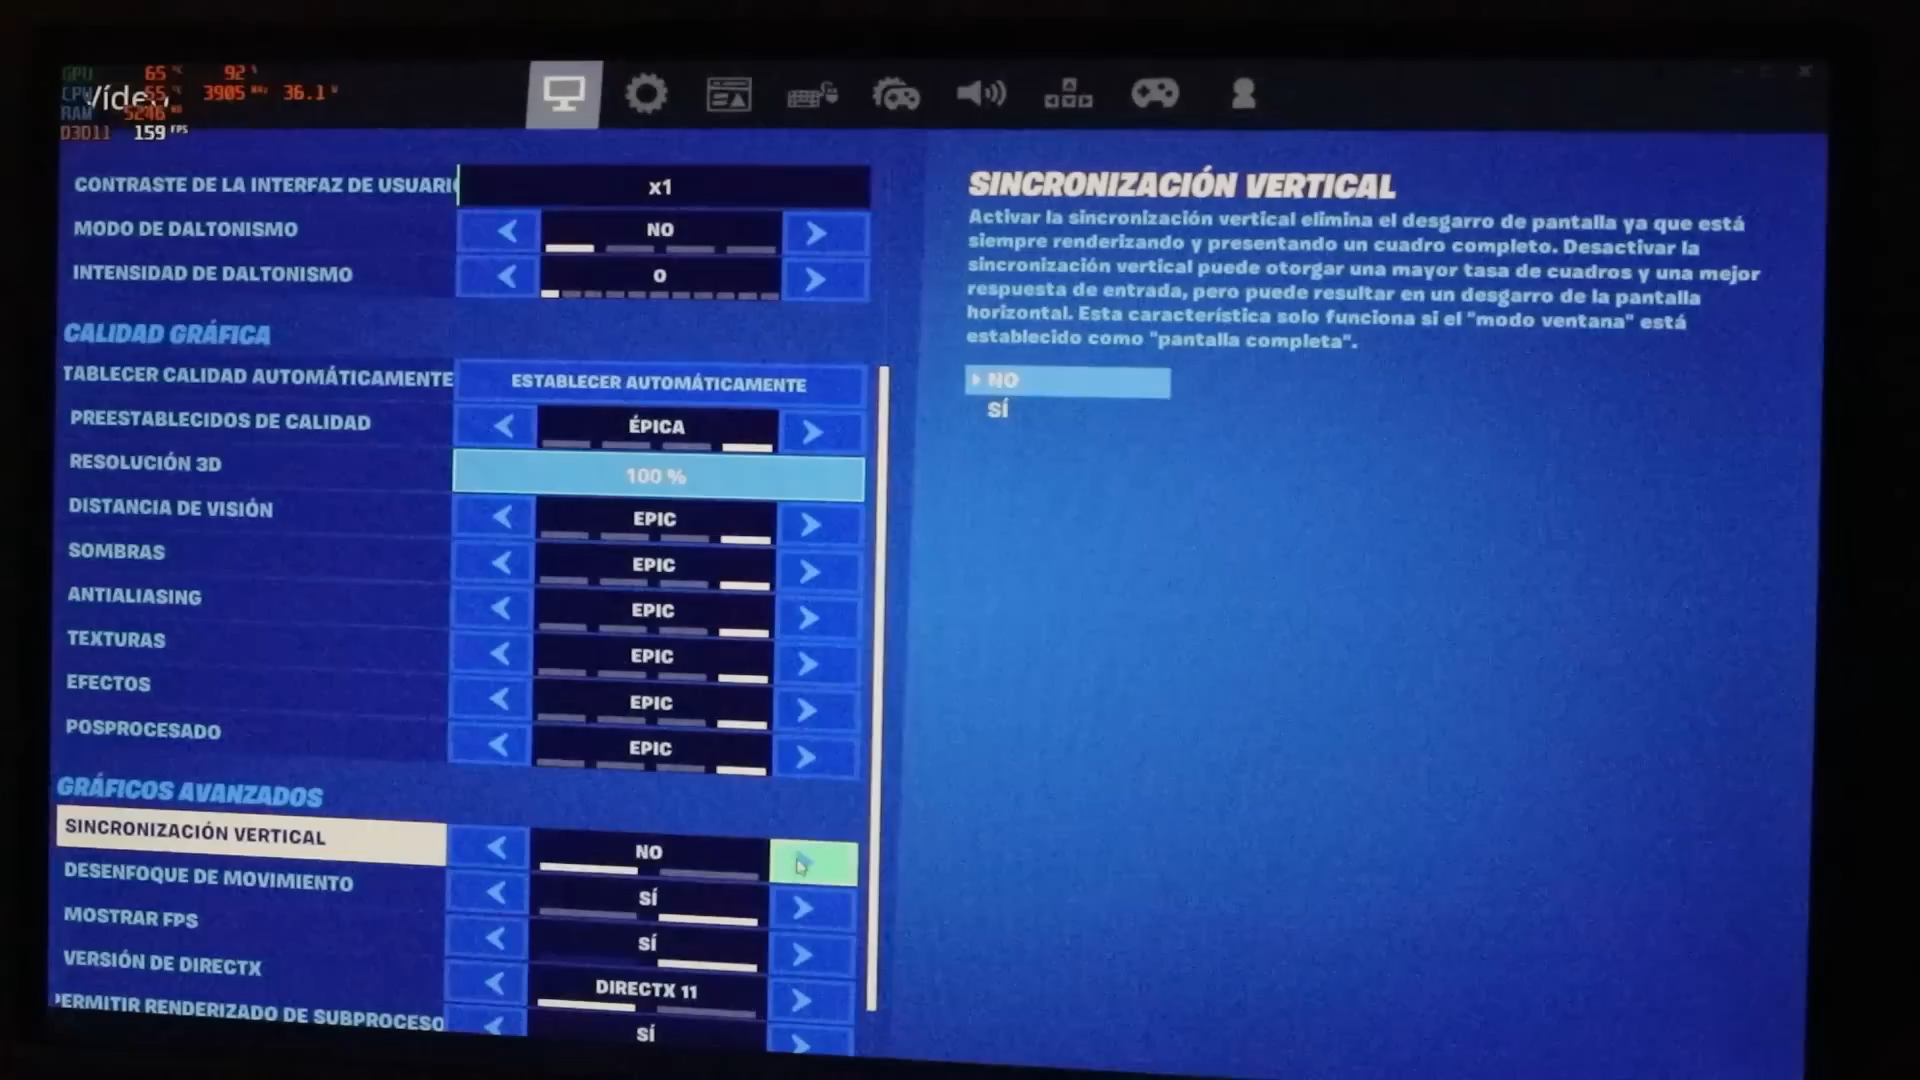 GPU 65 °C 92 %
CPU 55 °C 3905 MHz 36.1 W
Vídeo
RAM 5246 MB
D3D11 159 FPS
CONTRASTE DE LA INTERFAZ DE USUARI x1
MODO DE DALTONISMO NO
INTENSIDAD DE DALTONISMO 0
CALIDAD GRÁFICA
TABLECER CALIDAD AUTOMÁTICAMENTE ESTABLECER AUTOMÁTICAMENTE
PREESTABLECIDOS DE CALIDAD ÉPICA
RESOLUCIÓN 3D 100 %
DISTANCIA DE VISIÓN EPIC
SOMBRAS EPIC
ANTIALIASING EPIC
TEXTURAS EPIC
EFECTOS EPIC
POSPROCESADO EPIC
GRÁFICOS AVANZADOS
SINCRONIZACIÓN VERTICAL NO
DESENFOQUE DE MOVIMIENTO SÍ
MOSTRAR FPS SÍ
VERSIÓN DE DIRECTX DIRECTX 11
PERMITIR RENDERIZADO DE SUBPROCESO SÍ
SINCRONIZACIÓN VERTICAL
Activar la sincronización vertical elimina el desgarro de pantalla ya que está
siempre renderizando y presentando un cuadro completo. Desactivar la
sincronización vertical puede otorgar una mayor tasa de cuadros y una mejor
respuesta de entrada, pero puede resultar en un desgarro de la pantalla
horizontal. Esta característica solo funciona si el "modo ventana" está
establecido como "pantalla completa".
NO
SÍ